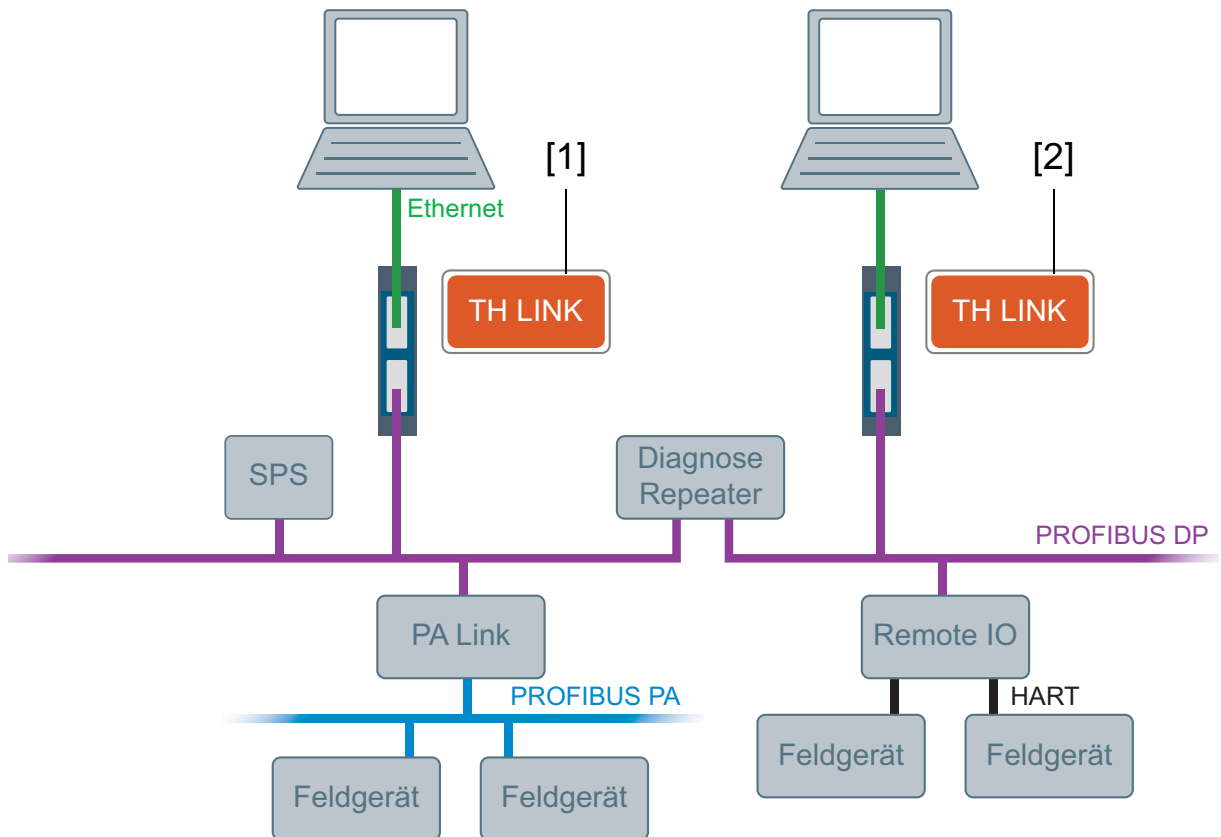 [1]
[2]
Ethernet
TH LINK
TH LINK
SPS
Diagnose
Repeater
PROFIBUS DP
PA Link
Remote IO
PROFIBUS PA
HART
Feldgerät
Feldgerät
Feldgerät
Feldgerät